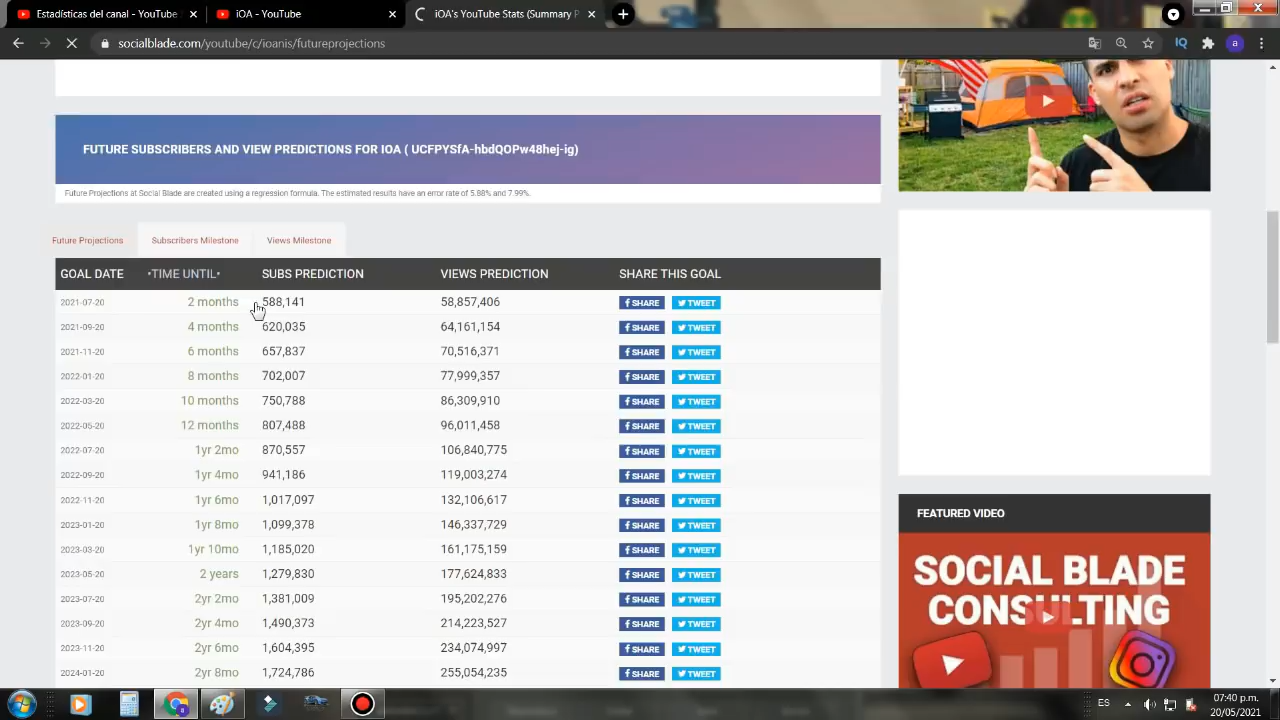 Estadísticas del canal - YouTube
iOA - YouTube
iOA's YouTube Stats (Summary P
socialblade.com/youtube/c/ioanis/futureprojections
IQ
a
FUTURE SUBSCRIBERS AND VIEW PREDICTIONS FOR IOA ( UCFPYSfA-hbdQOPw48hej-ig)
Future Projections at Social Blade are created using a regression formula. The estimated results have an error rate of 5.88% and 7.99%.
Future Projections Subscribers Milestone Views Milestone
GOAL DATE •TIME UNTIL• SUBS PREDICTION VIEWS PREDICTION SHARE THIS GOAL
2021-07-20 2 months 588,141 58,857,406 SHARE TWEET
2021-09-20 4 months 620,035 64,161,154 SHARE TWEET
2021-11-20 6 months 657,837 70,516,371 SHARE TWEET
2022-01-20 8 months 702,007 77,999,357 SHARE TWEET
2022-03-20 10 months 750,788 86,309,910 SHARE TWEET
2022-05-20 12 months 807,488 96,011,458 SHARE TWEET
2022-07-20 1yr 2mo 870,557 106,840,775 SHARE TWEET
2022-09-20 1yr 4mo 941,186 119,003,274 SHARE TWEET
2022-11-20 1yr 6mo 1,017,097 132,106,617 SHARE TWEET
2023-01-20 1yr 8mo 1,099,378 146,337,729 SHARE TWEET
2023-03-20 1yr 10mo 1,185,020 161,175,159 SHARE TWEET
2023-05-20 2 years 1,279,830 177,624,833 SHARE TWEET
2023-07-20 2yr 2mo 1,381,009 195,202,276 SHARE TWEET
2023-09-20 2yr 4mo 1,490,373 214,223,527 SHARE TWEET
2023-11-20 2yr 6mo 1,604,395 234,074,997 SHARE TWEET
2024-01-20 2yr 8mo 1,724,786 255,054,235 SHARE TWEET
FEATURED VIDEO
SOCIAL BLADE
CONSULTING
ES
07:40 p.m.
20/05/2021